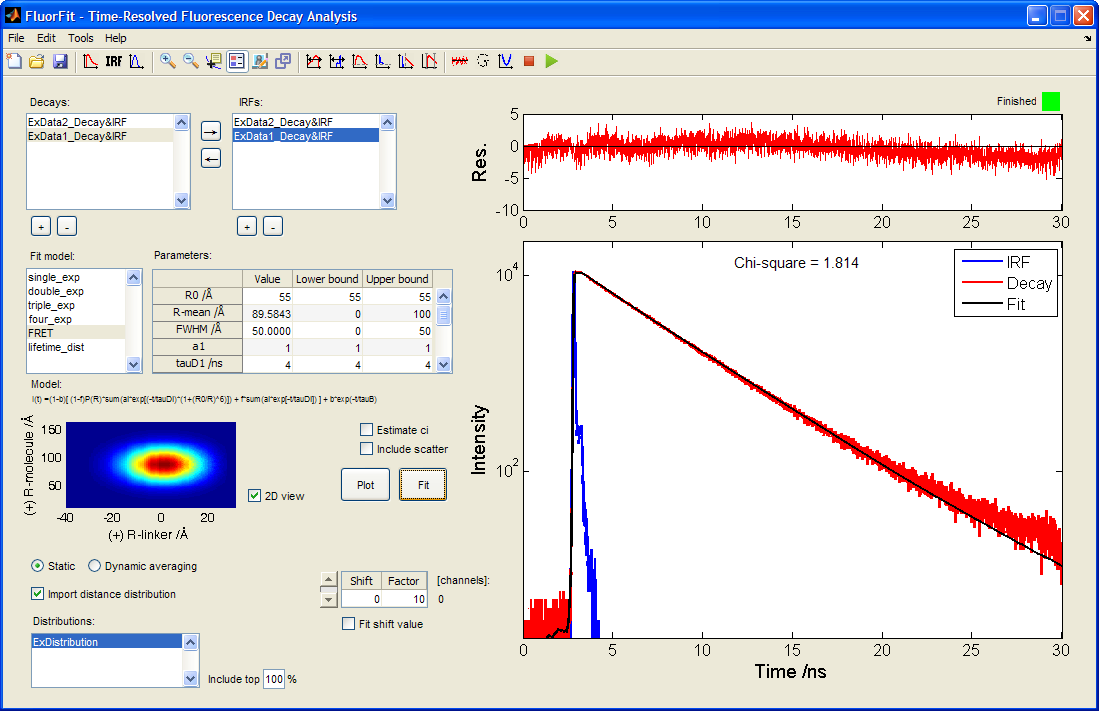 FluorFit - Time-Resolved Fluorescence Decay Analysis
File Edit Tools Help
IRF
Decays:
ExData2_Decay&IRF
ExData1_Decay&IRF
→
←
+ -
IRFs:
ExData2_Decay&IRF
ExData1_Decay&IRF
+ -
Fit model:
single_exp
double_exp
triple_exp
four_exp
FRET
lifetime_dist
Parameters:
Value Lower bound Upper bound
R0 /Å 55 55 55
R-mean /Å 89.5843 0 100
FWHM /Å 50.0000 0 50
a1 1 1 1
tauD1 /ns 4 4 4
Model:
I(t) =(1-b)[ (1-f)P(R)*sum(ai*exp[(-t/tauDi)*(1+(R0/R)^6)]) + f*sum(ai*exp[-t/tauDi]) ] + b*exp(-t/tauB)
(+) R-molecule /Å
150
100
50
-40 -20 0 20
(+) R-linker /Å
2D view
Estimate ci
Include scatter
Plot Fit
Static Dynamic averaging
Import distance distribution
Distributions:
ExDistribution
Include top 100 %
Shift Factor [channels]:
0 10 0
Fit shift value
Finished
Res.
5
0
-5
-10
0 5 10 15 20 25 30
Chi-square = 1.814
IRF
Decay
Fit
Intensity
10^4
10^2
0 5 10 15 20 25 30
Time /ns